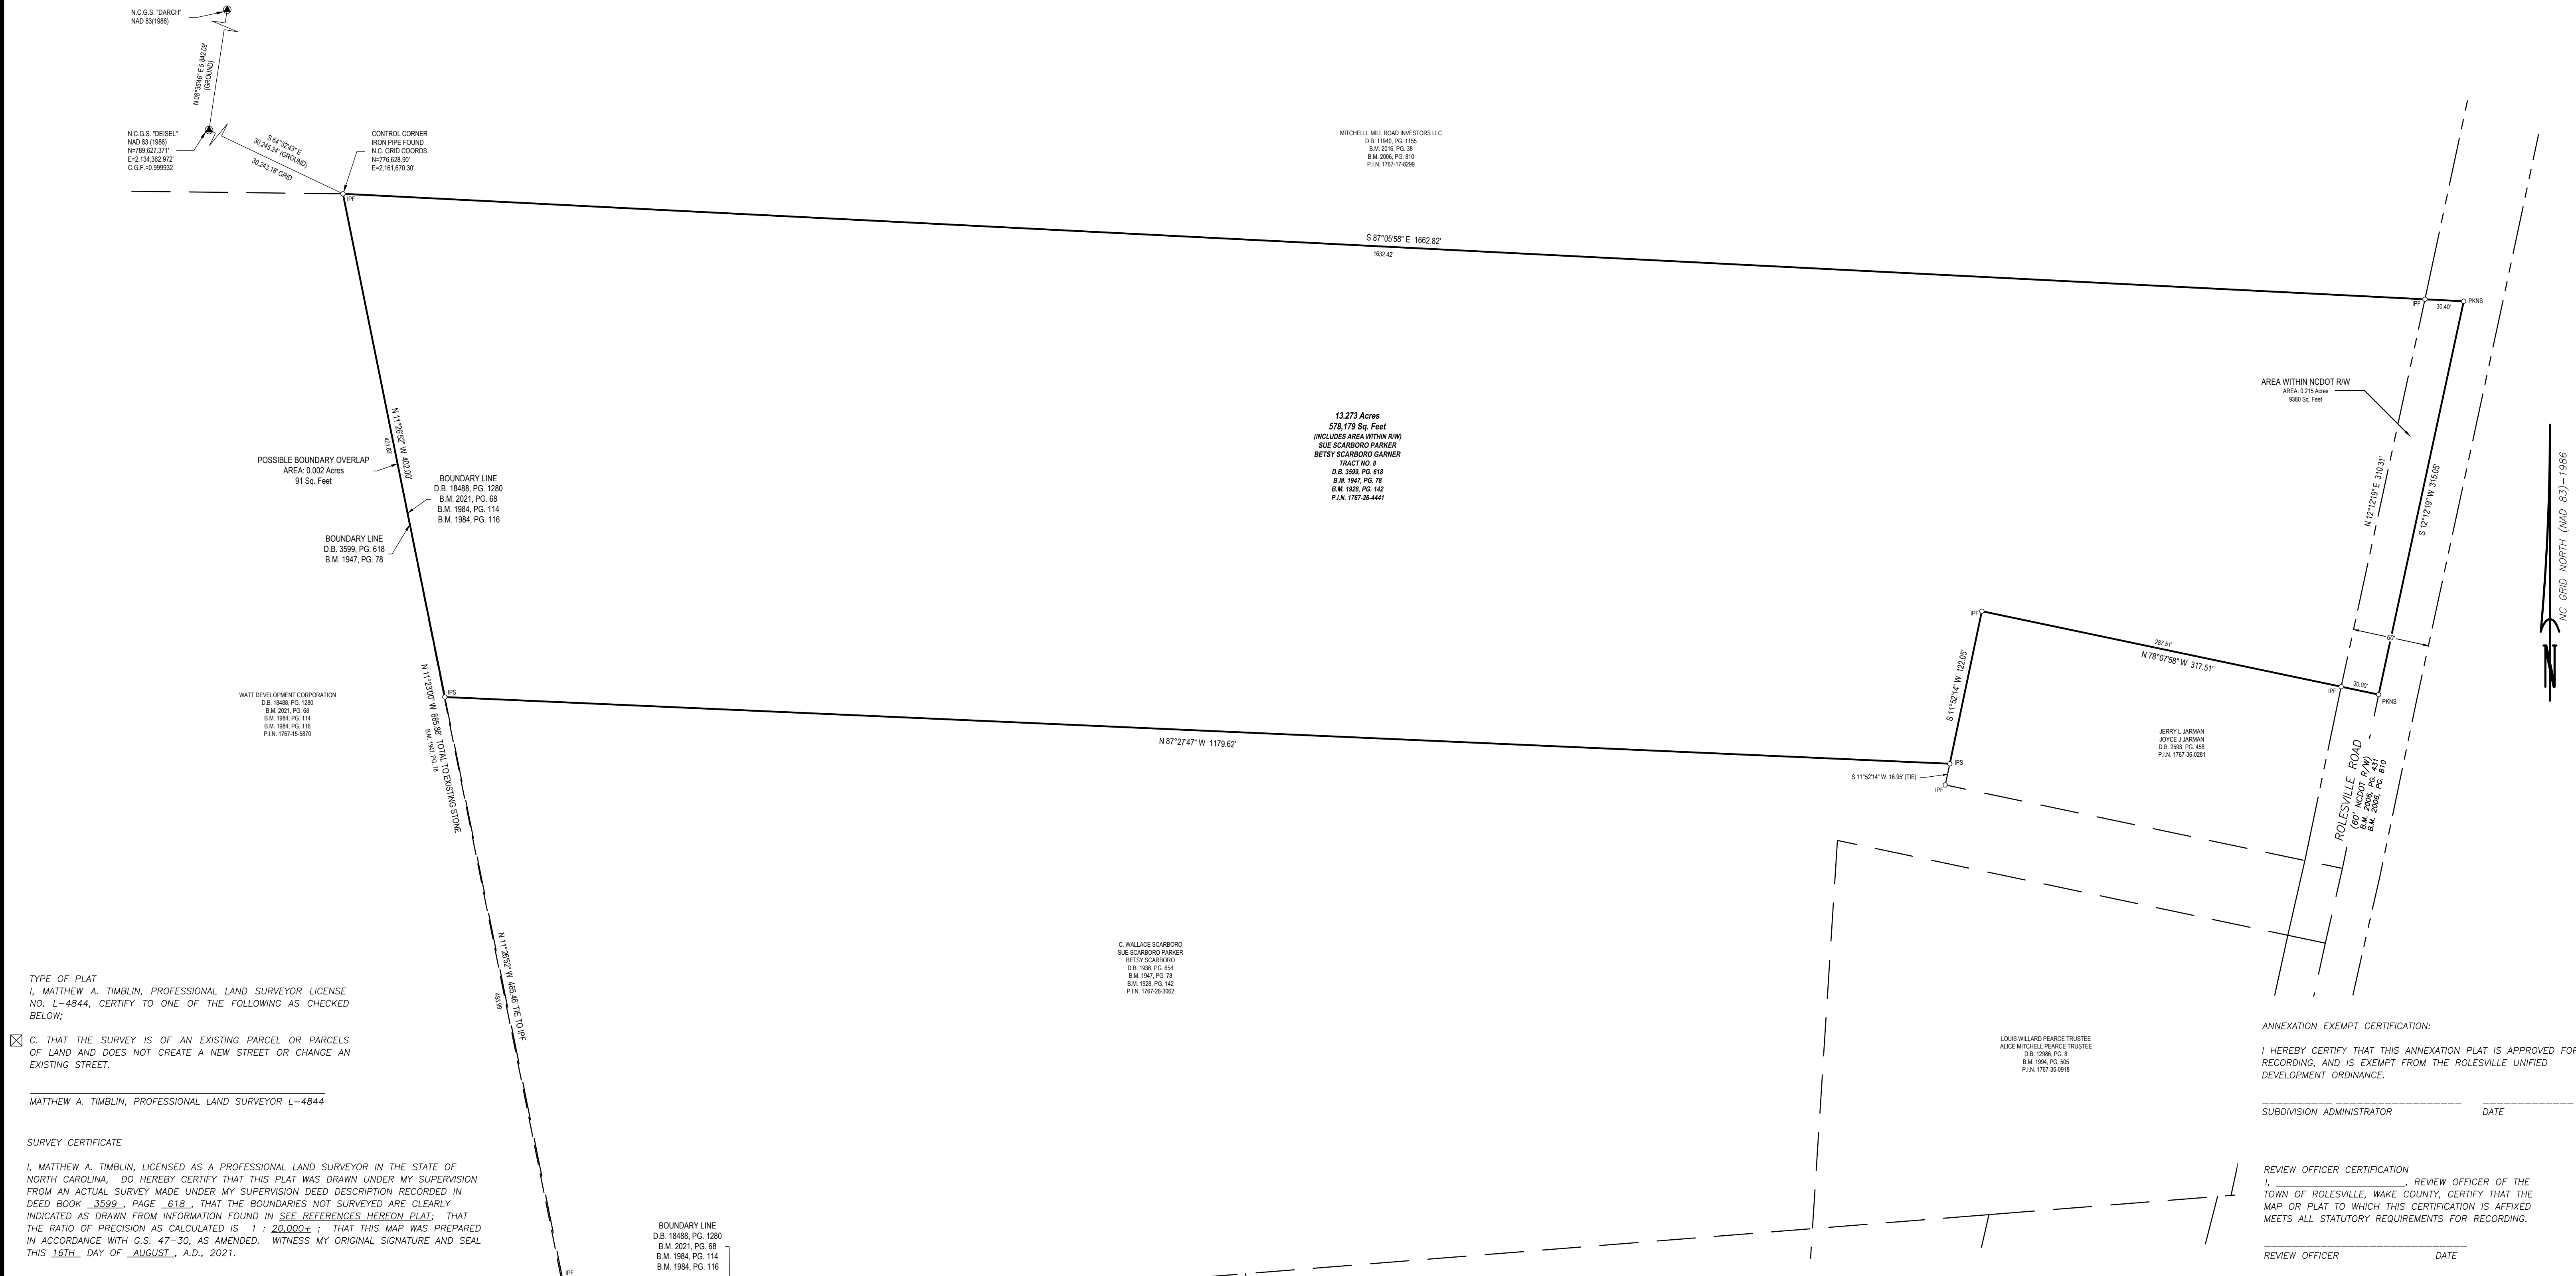 N.C.G.S. "DARCH"
NAD 83(1986)
N 08°35'46" E 5,842.09'
(GROUND)
N.C.G.S. "DEISEL"
NAD 83 (1986)
N=789,627.371'
E=2,134,362.972'
C.G.F.=0.999932
S 64°32'43" E
30,245.24' (GROUND)
30,243.18' GRID
CONTROL CORNER
IRON PIPE FOUND
N.C. GRID COORDS.
N=776,628.90'
E=2,161,670.30'
IPF
MITCHELLL MILL ROAD INVESTORS LLC
D.B. 11940, PG. 1155
B.M. 2016, PG. 38
B.M. 2006, PG. 810
P.I.N. 1767-17-8299
S 87°05'58" E 1662.82'
1632.42'
IPF
30.40'
PKNS
AREA WITHIN NCDOT R/W
AREA: 0.215 Acres
9380 Sq. Feet
N 12°12'19" E 310.31'
S 12°12'19" W 315.05'
NC GRID NORTH (NAD 83)-1986
N
13.273 Acres
578,179 Sq. Feet
(INCLUDES AREA WITHIN R/W)
SUE SCARBORO PARKER
BETSY SCARBORO GARNER
TRACT NO. 8
D.B. 3599, PG. 618
B.M. 1947, PG. 78
B.M. 1928, PG. 142
P.I.N. 1767-26-4441
N 11°26'52" W 402.00'
401.89'
POSSIBLE BOUNDARY OVERLAP
AREA: 0.002 Acres
91 Sq. Feet
BOUNDARY LINE
D.B. 18488, PG. 1280
B.M. 2021, PG. 68
B.M. 1984, PG. 114
B.M. 1984, PG. 116
BOUNDARY LINE
D.B. 3599, PG. 618
B.M. 1947, PG. 78
IPF
287.51'
N 78°07'58" W 317.51'
60'
IPF
30.00'
PKNS
S 11°52'14" W 122.05'
WATT DEVELOPMENT CORPORATION
D.B. 18488, PG. 1280
B.M. 2021, PG. 68
B.M. 1984, PG. 114
B.M. 1984, PG. 116
P.I.N. 1767-15-5870
IPS
N 11°23'00" W 885.88' TOTAL TO EXISTING STONE
B.M. 1947, PG. 78
N 87°27'47" W 1179.62'
IPS
S 11°52'14" W 16.95' (TIE)
IPF
JERRY L JARMAN
JOYCE J JARMAN
D.B. 2593, PG. 458
P.I.N. 1767-36-0281
ROLESVILLE ROAD
(60' NCDOT R/W)
B.M. 2006, PG. 431
B.M. 2006, PG. 810
N 11°26'52" W 465.46' TIE TO IPF
483.99'
C. WALLACE SCARBORO
SUE SCARBORO PARKER
BETSY SCARBORO
D.B. 1936, PG. 654
B.M. 1947, PG. 78
B.M. 1928, PG. 142
P.I.N. 1767-26-3062
LOUIS WILLARD PEARCE TRUSTEE
ALICE MITCHELL PEARCE TRUSTEE
D.B. 12986, PG. 8
B.M. 1994, PG. 505
P.I.N. 1767-35-0918
TYPE OF PLAT
I, MATTHEW A. TIMBLIN, PROFESSIONAL LAND SURVEYOR LICENSE
NO. L-4844, CERTIFY TO ONE OF THE FOLLOWING AS CHECKED
BELOW;
C. THAT THE SURVEY IS OF AN EXISTING PARCEL OR PARCELS
OF LAND AND DOES NOT CREATE A NEW STREET OR CHANGE AN
EXISTING STREET.
MATTHEW A. TIMBLIN, PROFESSIONAL LAND SURVEYOR L-4844
SURVEY CERTIFICATE
I, MATTHEW A. TIMBLIN, LICENSED AS A PROFESSIONAL LAND SURVEYOR IN THE STATE OF
NORTH CAROLINA, DO HEREBY CERTIFY THAT THIS PLAT WAS DRAWN UNDER MY SUPERVISION
FROM AN ACTUAL SURVEY MADE UNDER MY SUPERVISION DEED DESCRIPTION RECORDED IN
DEED BOOK 3599, PAGE 618, THAT THE BOUNDARIES NOT SURVEYED ARE CLEARLY
INDICATED AS DRAWN FROM INFORMATION FOUND IN SEE REFERENCES HEREON PLAT; THAT
THE RATIO OF PRECISION AS CALCULATED IS 1 : 20,000+ ; THAT THIS MAP WAS PREPARED
IN ACCORDANCE WITH G.S. 47-30, AS AMENDED. WITNESS MY ORIGINAL SIGNATURE AND SEAL
THIS 16TH DAY OF AUGUST, A.D., 2021.
IPF
BOUNDARY LINE
D.B. 18488, PG. 1280
B.M. 2021, PG. 68
B.M. 1984, PG. 114
B.M. 1984, PG. 116
ANNEXATION EXEMPT CERTIFICATION:
I HEREBY CERTIFY THAT THIS ANNEXATION PLAT IS APPROVED FOR
RECORDING, AND IS EXEMPT FROM THE ROLESVILLE UNIFIED
DEVELOPMENT ORDINANCE.
SUBDIVISION ADMINISTRATOR DATE
REVIEW OFFICER CERTIFICATION
I, ________________________, REVIEW OFFICER OF THE
TOWN OF ROLESVILLE, WAKE COUNTY, CERTIFY THAT THE
MAP OR PLAT TO WHICH THIS CERTIFICATION IS AFFIXED
MEETS ALL STATUTORY REQUIREMENTS FOR RECORDING.
REVIEW OFFICER DATE